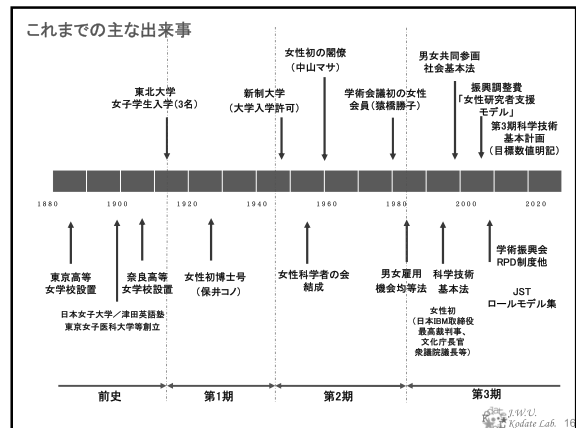 これまでの主な出来事
女性初の閣僚
(中山マサ)
男女共同参画
社会基本法
東北大学
女子学生入学(3名)
新制大学
(大学入学許可)
学術会議初の女性
会員(猿橋勝子)
振興調整費
「女性研究者支援
モデル」
第3期科学技術
基本計画
(目標数値明記)
1880 1900 1920 1940 1960 1980 2000 2020
東京高等
女学校設置
奈良高等
女学校設置
女性初博士号
(保井コノ)
女性科学者の会
結成
男女雇用
機会均等法
科学技術
基本法
学術振興会
RPD制度他
日本女子大学/津田英語塾
東京女子医科大学等創立
女性初
(日本IBM取締役
最高裁判事、
文化庁長官
衆議院議長等)
JST
ロールモデル集
前史 第1期 第2期 第3期
J.W.U.
Kodate Lab. 16